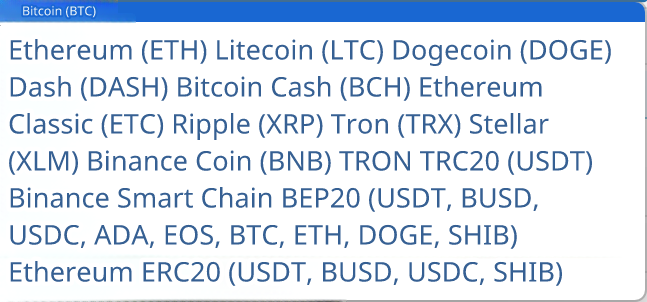 Bitcoin (BTC)
Ethereum (ETH) Litecoin (LTC) Dogecoin (DOGE)
Dash (DASH) Bitcoin Cash (BCH) Ethereum
Classic (ETC) Ripple (XRP) Tron (TRX) Stellar
(XLM) Binance Coin (BNB) TRON TRC20 (USDT)
Binance Smart Chain BEP20 (USDT, BUSD,
USDC, ADA, EOS, BTC, ETH, DOGE, SHIB)
Ethereum ERC20 (USDT, BUSD, USDC, SHIB)